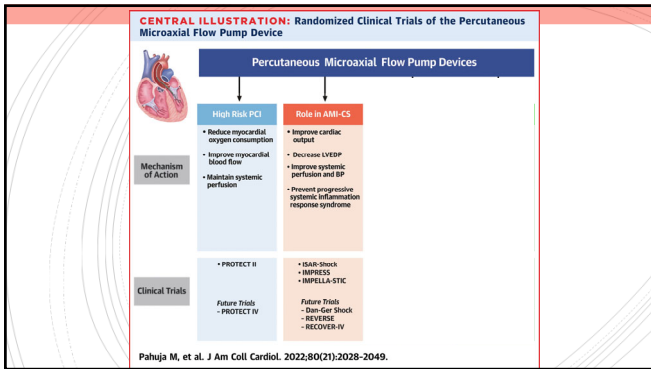 CENTRAL ILLUSTRATION: Randomized Clinical Trials of the Percutaneous
Microaxial Flow Pump Device
Percutaneous Microaxial Flow Pump Devices
High Risk PCI
Role in AMI-CS
Mechanism
of Action
• Reduce myocardial
oxygen consumption
• Improve myocardial
blood flow
• Maintain systemic
perfusion
• Improve cardiac
output
• Decrease LVEDP
• Improve systemic
perfusion and BP
- Prevent progressive
systemic inflammation
response syndrome
Clinical Trials
• PROTECT II
Future Trials
- PROTECT IV
• ISAR-Shock
• IMPRESS
• IMPELLA-STIC
Future Trials
- Dan-Ger Shock
- REVERSE
- RECOVER-IV
Pahuja M, et al. J Am Coll Cardiol. 2022;80(21):2028-2049.